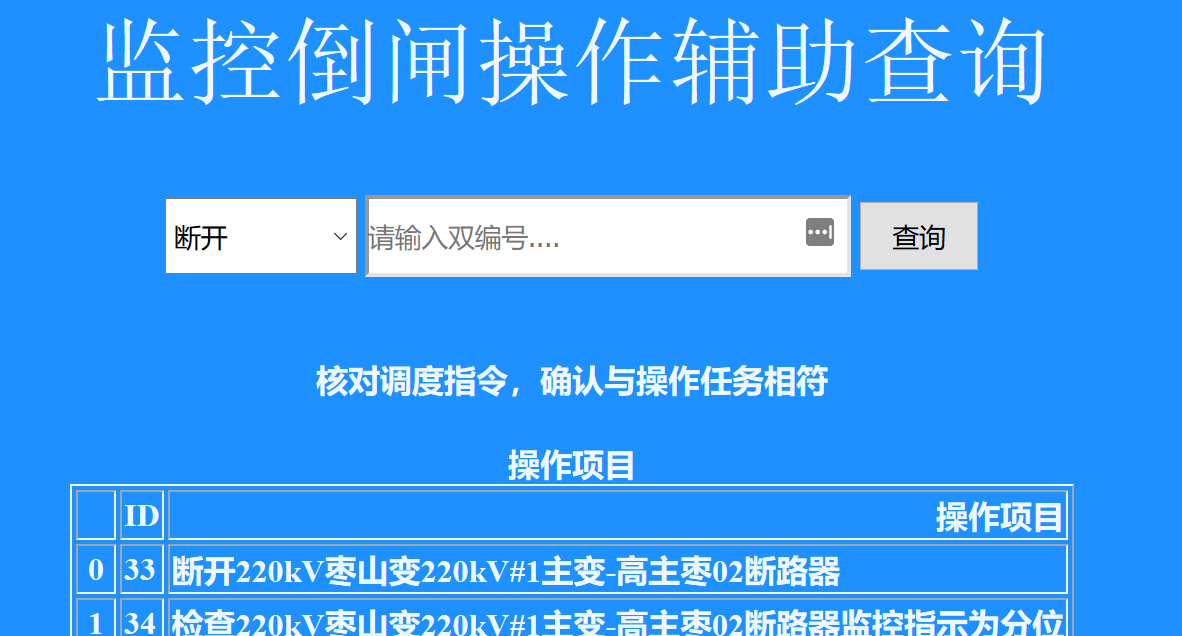 监控倒闸操作辅助查询
断开 请输入双编号.... 查询
核对调度指令，确认与操作任务相符
操作项目
ID 操作项目
0 33 断开220kV枣山变220kV#1主变-高主枣02断路器
1 34 检查220kV枣山变220kV#1主变-高主枣02断路器监控指示为分位